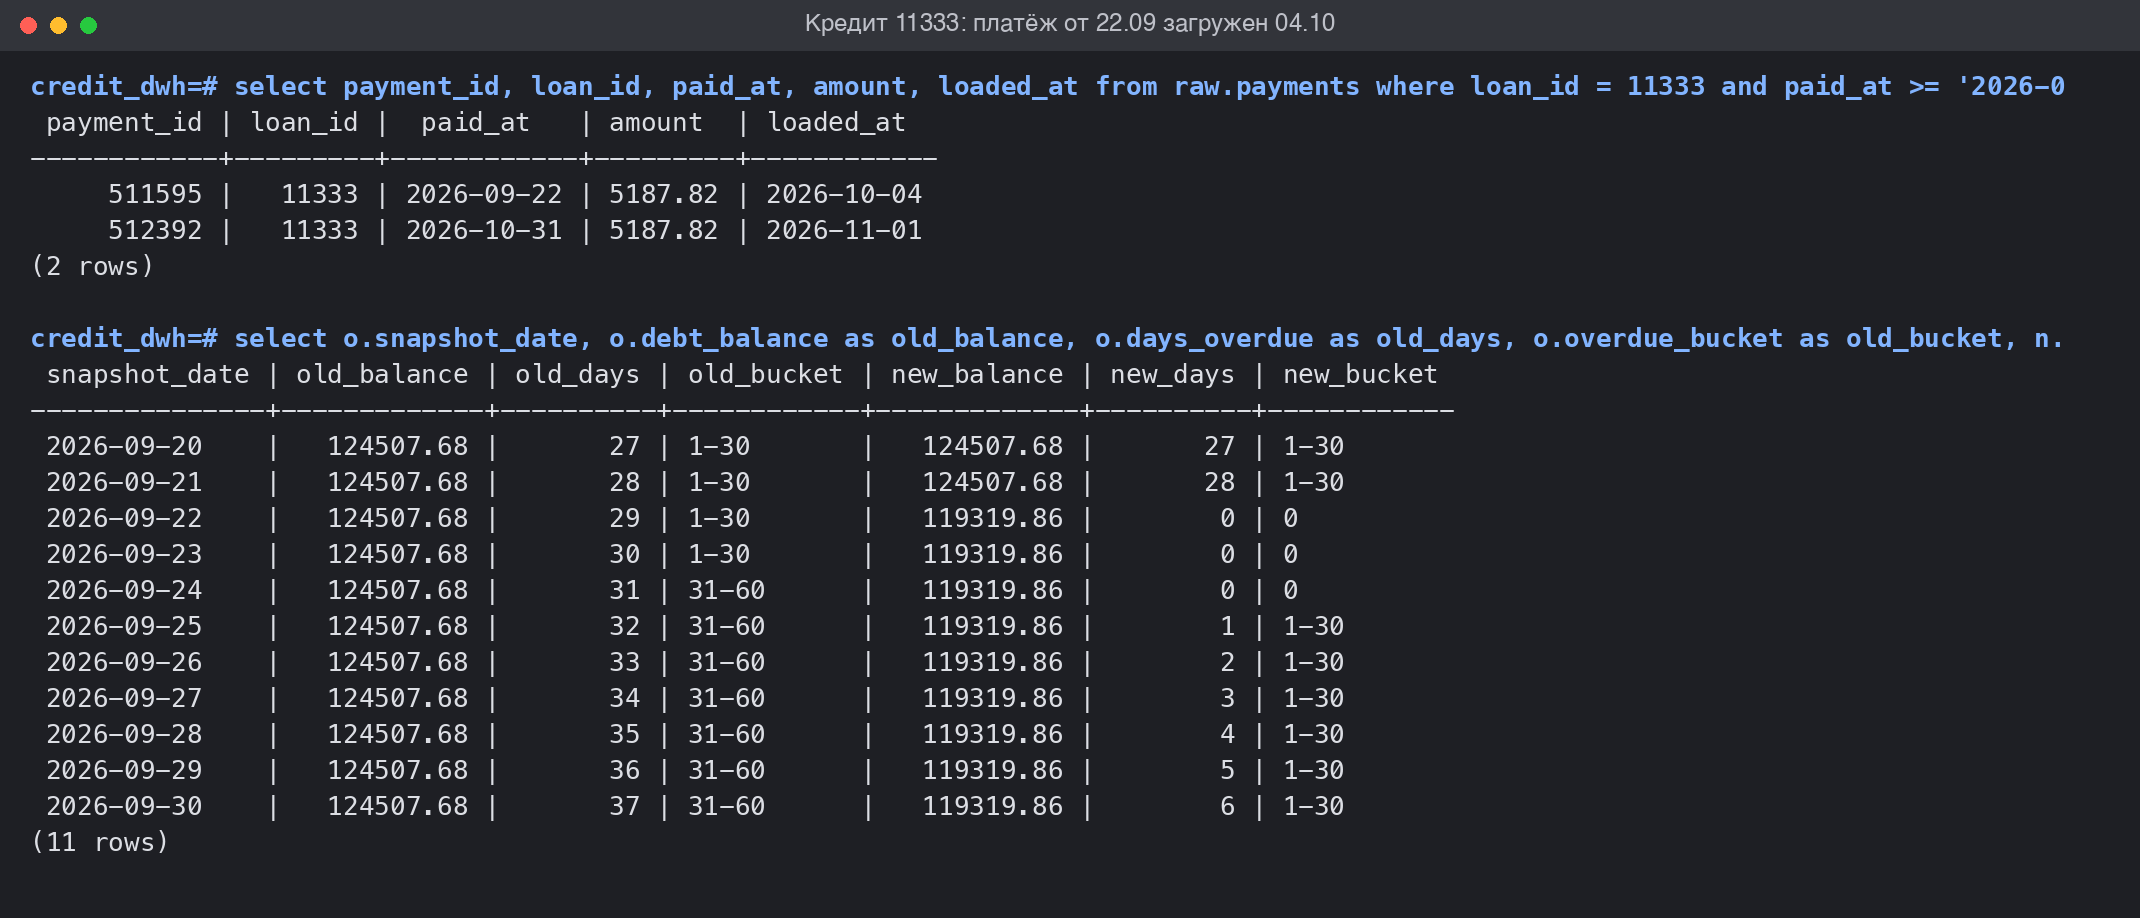 Кредит 11333: платёж от 22.09 загружен 04.10
credit_dwh=# select payment_id, loan_id, paid_at, amount, loaded_at from raw.payments where loan_id = 11333 and paid_at >= '2026-0
 payment_id | loan_id |  paid_at   | amount  | loaded_at
------------+---------+------------+---------+------------
     511595 |   11333 | 2026-09-22 | 5187.82 | 2026-10-04
     512392 |   11333 | 2026-10-31 | 5187.82 | 2026-11-01
(2 rows)
credit_dwh=# select o.snapshot_date, o.debt_balance as old_balance, o.days_overdue as old_days, o.overdue_bucket as old_bucket, n.
 snapshot_date | old_balance | old_days | old_bucket | new_balance | new_days | new_bucket
---------------+-------------+----------+------------+-------------+----------+------------
 2026-09-20    |   124507.68 |       27 | 1-30       |   124507.68 |       27 | 1-30
 2026-09-21    |   124507.68 |       28 | 1-30       |   124507.68 |       28 | 1-30
 2026-09-22    |   124507.68 |       29 | 1-30       |   119319.86 |        0 | 0
 2026-09-23    |   124507.68 |       30 | 1-30       |   119319.86 |        0 | 0
 2026-09-24    |   124507.68 |       31 | 31-60      |   119319.86 |        0 | 0
 2026-09-25    |   124507.68 |       32 | 31-60      |   119319.86 |        1 | 1-30
 2026-09-26    |   124507.68 |       33 | 31-60      |   119319.86 |        2 | 1-30
 2026-09-27    |   124507.68 |       34 | 31-60      |   119319.86 |        3 | 1-30
 2026-09-28    |   124507.68 |       35 | 31-60      |   119319.86 |        4 | 1-30
 2026-09-29    |   124507.68 |       36 | 31-60      |   119319.86 |        5 | 1-30
 2026-09-30    |   124507.68 |       37 | 31-60      |   119319.86 |        6 | 1-30
(11 rows)